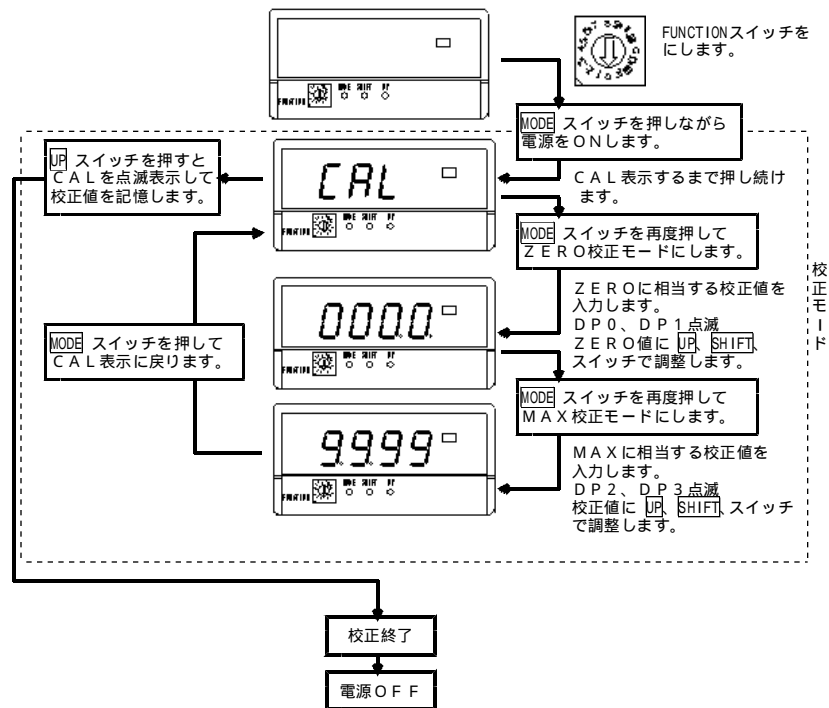 FUNCTIONスイッチを
にします。
MODE スイッチを押しながら
電源をONします。
CAL表示するまで押し続け
ます。
UP スイッチを押すと
CALを点滅表示して
校正値を記憶します。
CAL
MODE SHIFT UP
FUNCTION
MODE スイッチを再度押して
ZERO校正モードにします。
ZEROに相当する校正値を
入力します。
DP0、DP1点滅
ZERO値に UP、SHIFT、
スイッチで調整します。
校正モード
0000
MODE SHIFT UP
FUNCTION
MODE スイッチを押して
CAL表示に戻ります。
MODE スイッチを再度押して
MAX校正モードにします。
9999
MODE SHIFT UP
FUNCTION
MAXに相当する校正値を
入力します。
DP2、DP3点滅
校正値に UP、SHIFT、スイッチ
で調整します。
校正終了
電源OFF